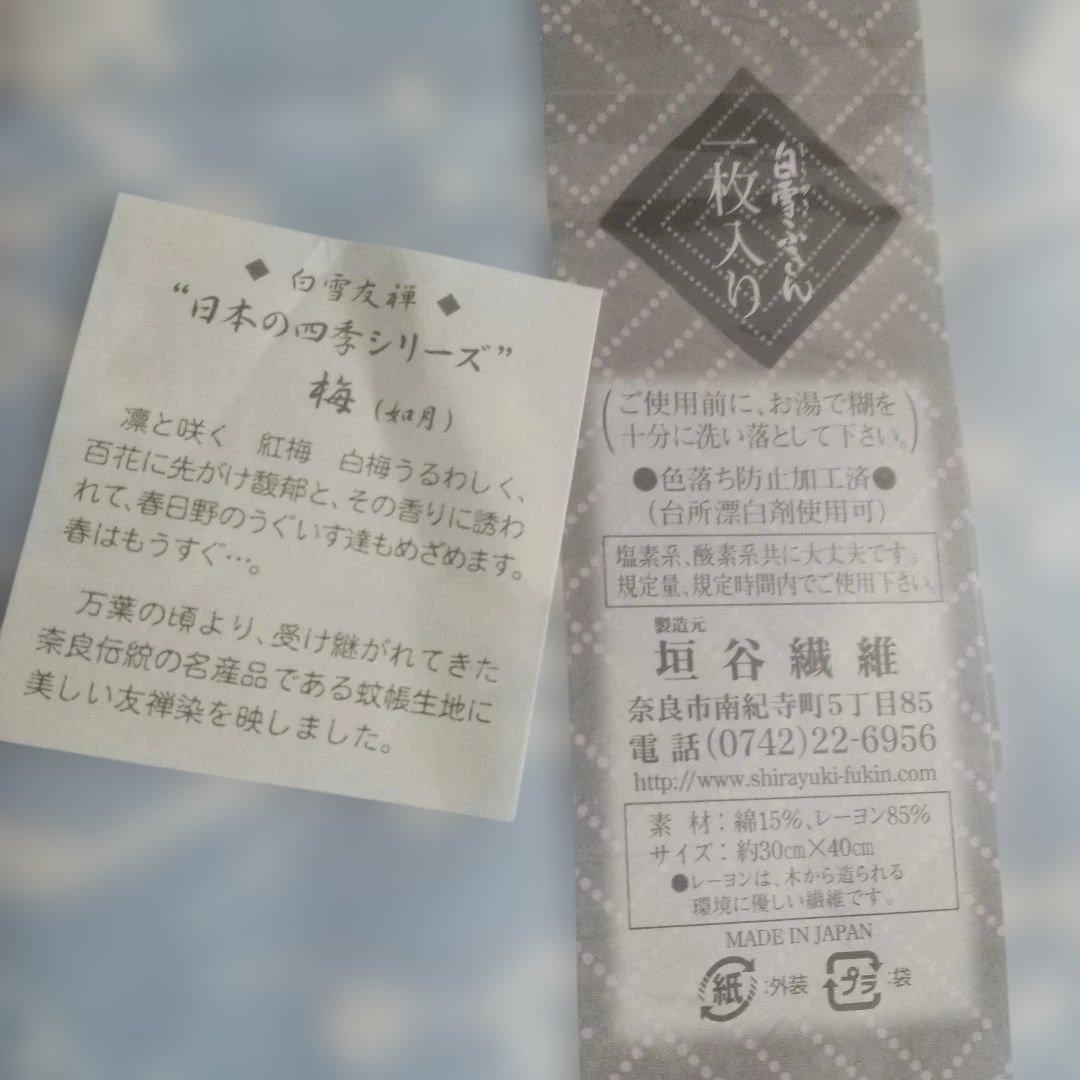 ◆ 白雪友禅 ◆
“日本の四季シリーズ”
梅(如月)
凛と咲く 紅梅 白梅うるわしく、
百花に先がけ馥郁と、その香りに誘わ
れて、春日野のうぐいす達もめざめます。
春はもうすぐ…。
万葉の頃より、受け継がれてきた
奈良伝統の名産品である蚊帳生地に
美しい友禅染を映しました。
白雪ふきん
一枚入り
(ご使用前に、お湯で糊を
十分に洗い落として下さい。)
●色落ち防止加工済●
(台所漂白剤使用可)
塩素系、酸素系共に大丈夫です。
規定量、規定時間内でご使用下さい。
製造元
垣谷繊維
奈良市南紀寺町5丁目85
電話(0742)22-6956
http://www.shirayuki-fukin.com
素 材:綿15%、レーヨン85%
サイズ:約30㎝×40㎝
●レーヨンは、木から造られる
環境に優しい繊維です。
MADE IN JAPAN
紙:外装 プラ:袋